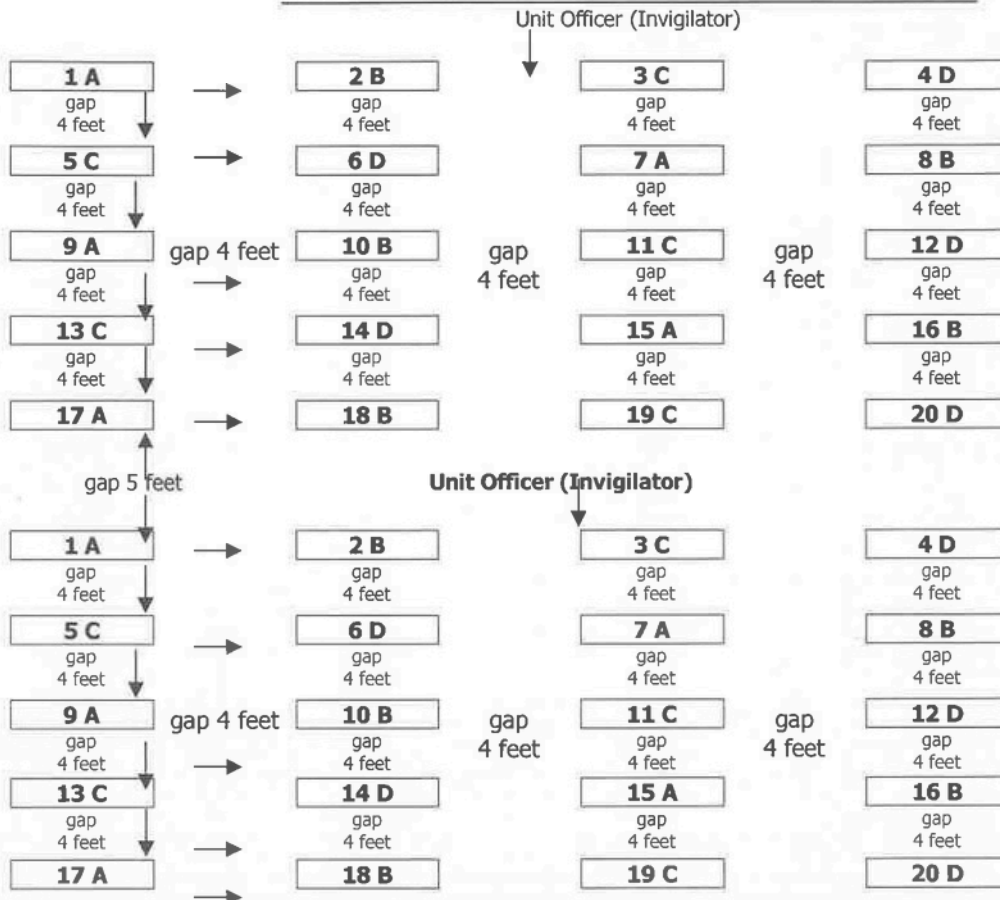 Unit Officer (Invigilator)
1 A 2 B 3 C 4 D
gap gap gap gap
4 feet 4 feet 4 feet 4 feet
5 C 6 D 7 A 8 B
gap gap gap gap
4 feet 4 feet 4 feet 4 feet
9 A gap 4 feet 10 B gap 4 feet 11 C gap 4 feet 12 D
gap gap gap gap
4 feet 4 feet 4 feet 4 feet
13 C 14 D 15 A 16 B
gap gap gap gap
4 feet 4 feet 4 feet 4 feet
17 A 18 B 19 C 20 D
gap 5 feet Unit Officer (Invigilator)
1 A 2 B 3 C 4 D
gap gap gap gap
4 feet 4 feet 4 feet 4 feet
5 C 6 D 7 A 8 B
gap gap gap gap
4 feet 4 feet 4 feet 4 feet
9 A gap 4 feet 10 B gap 4 feet 11 C gap 4 feet 12 D
gap gap gap gap
4 feet 4 feet 4 feet 4 feet
13 C 14 D 15 A 16 B
gap gap gap gap
4 feet 4 feet 4 feet 4 feet
17 A 18 B 19 C 20 D